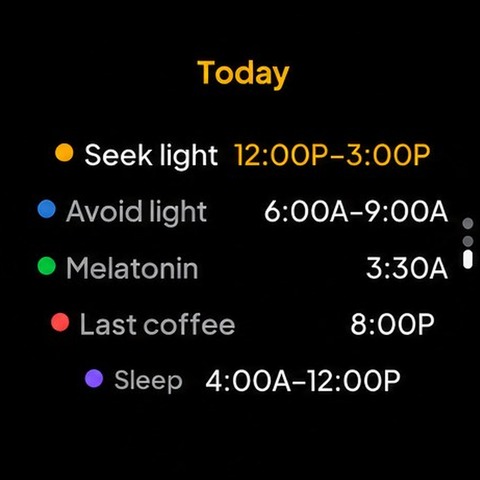 Today
Seek light 12:00P–3:00P
Avoid light 6:00A–9:00A
Melatonin 3:30A
Last coffee 8:00P
Sleep 4:00A–12:00P